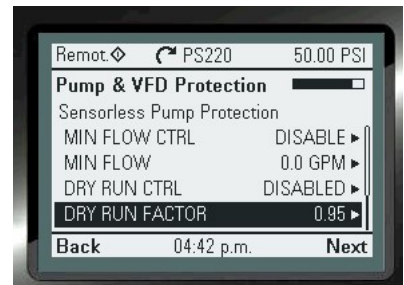 Remot. PS220 50.00 PSI
Pump & VFD Protection
Sensorless Pump Protection
MIN FLOW CTRL DISABLE ▸
MIN FLOW 0.0 GPM ▸
DRY RUN CTRL DISABLED ▸
DRY RUN FACTOR 0.95 ▸
Back 04:42 p.m. Next